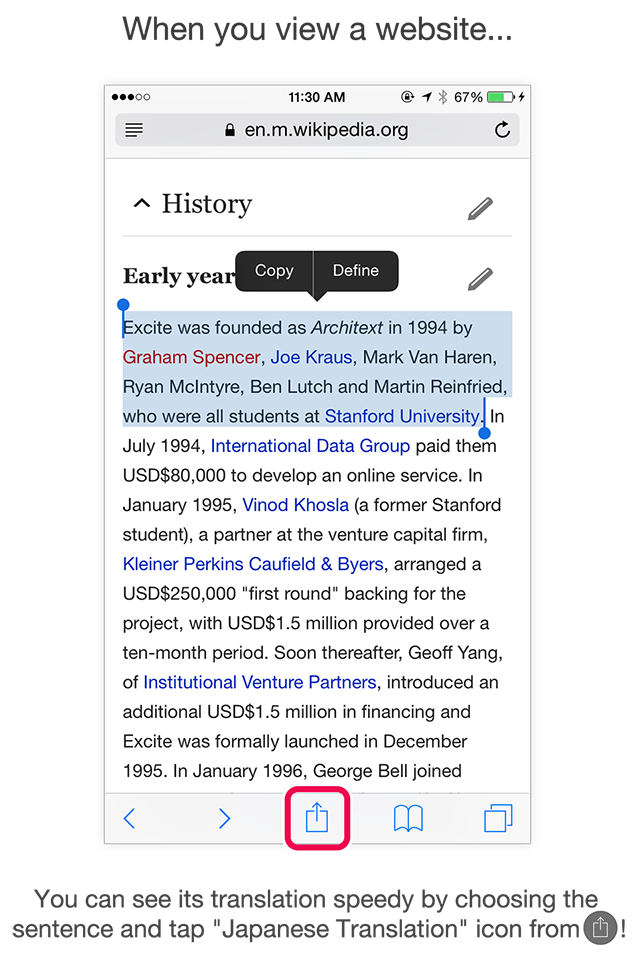 When you view a website...
11:30 AM
67%
en.m.wikipedia.org
History
Early year
Copy
Define
Excite was founded as Architext in 1994 by
Graham Spencer, Joe Kraus, Mark Van Haren,
Ryan McIntyre, Ben Lutch and Martin Reinfried,
who were all students at Stanford University. In
July 1994, International Data Group paid them
USD$80,000 to develop an online service. In
January 1995, Vinod Khosla (a former Stanford
student), a partner at the venture capital firm,
Kleiner Perkins Caufield & Byers, arranged a
USD$250,000 "first round" backing for the
project, with USD$1.5 million provided over a
ten-month period. Soon thereafter, Geoff Yang,
of Institutional Venture Partners, introduced an
additional USD$1.5 million in financing and
Excite was formally launched in December
1995. In January 1996, George Bell joined
You can see its translation speedy by choosing the
sentence and tap "Japanese Translation" icon from !